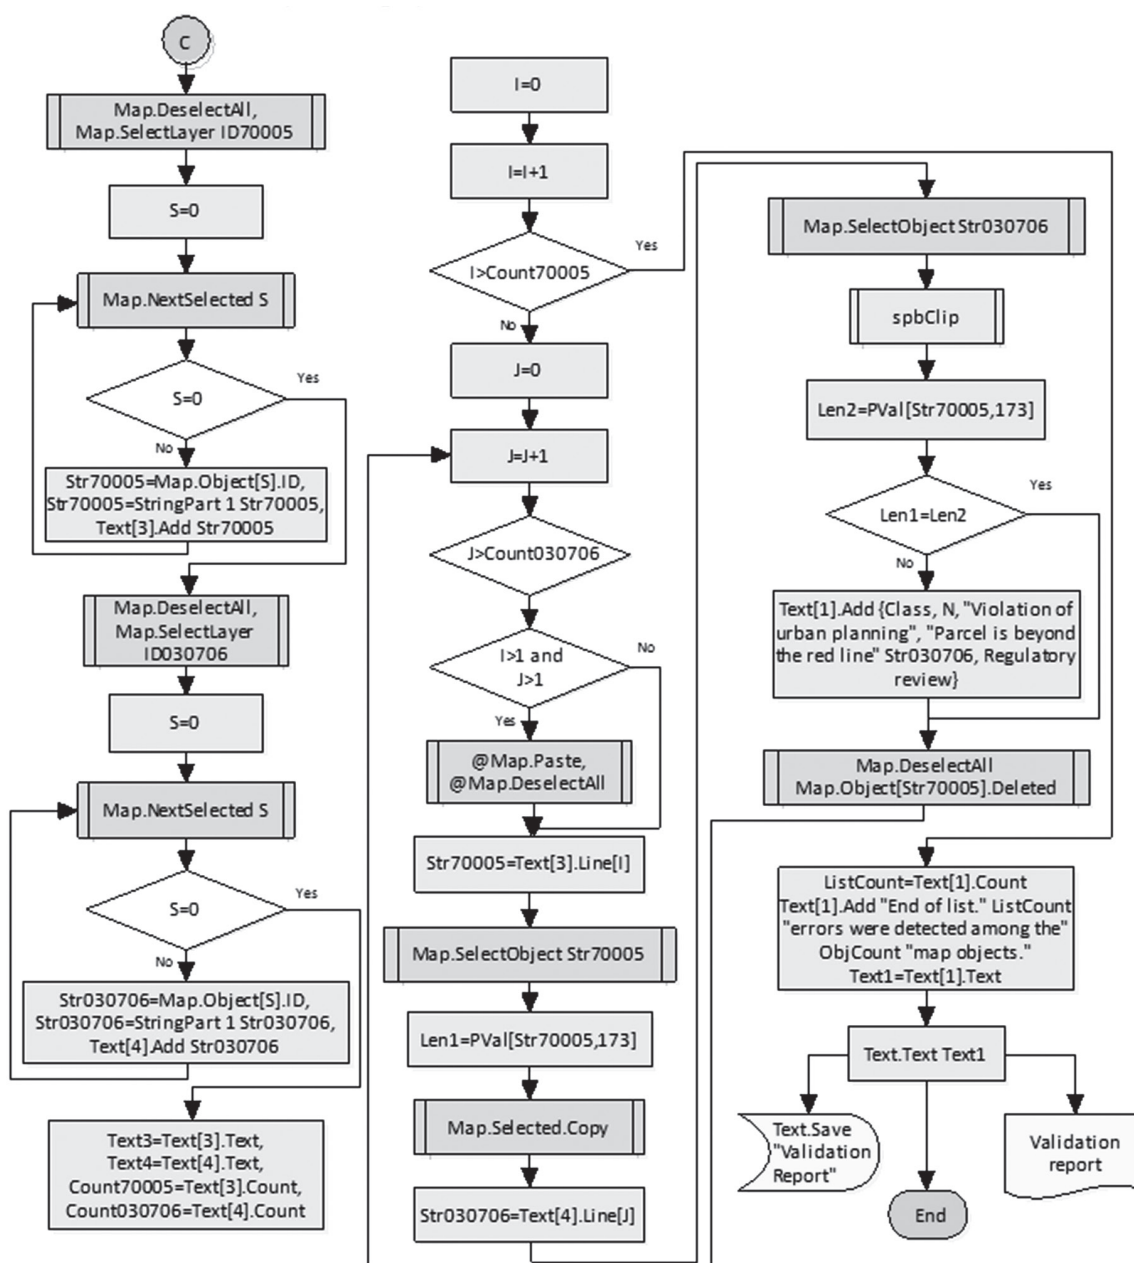 C
Map.DeselectAll,
Map.SelectLayer ID70005
S=0
Map.NextSelected S
S=0
Yes
No
Str70005=Map.Object[S].ID,
Str70005=StringPart 1 Str70005,
Text[3].Add Str70005
Map.DeselectAll,
Map.SelectLayer
ID030706
S=0
Map.NextSelected S
S=0
Yes
No
Str030706=Map.Object[S].ID,
Str030706=StringPart 1 Str030706,
Text[4].Add Str030706
Text3=Text[3].Text,
Text4=Text[4].Text,
Count70005=Text[3].Count,
Count030706=Text[4].Count
I=0
I=I+1
I>Count70005
Yes
No
J=0
J=J+1
J>Count030706
I>1 and
J>1
No
Yes
@Map.Paste,
@Map.DeselectAll
Str70005=Text[3].Line[I]
Map.SelectObject Str70005
Len1=PVal[Str70005,173]
Map.Selected.Copy
Str030706=Text[4].Line[J]
Map.SelectObject Str030706
spbClip
Len2=PVal[Str70005,173]
Len1=Len2
Yes
No
Text[1].Add {Class, N, "Violation of
urban planning", "Parcel is beyond
the red line" Str030706, Regulatory
review}
Map.DeselectAll
Map.Object[Str70005].Deleted
ListCount=Text[1].Count
Text[1].Add "End of list." ListCount
"errors were detected among the"
ObjCount "map objects."
Text1=Text[1].Text
Text.Text Text1
Text.Save
"Validation
Report"
End
Validation
report